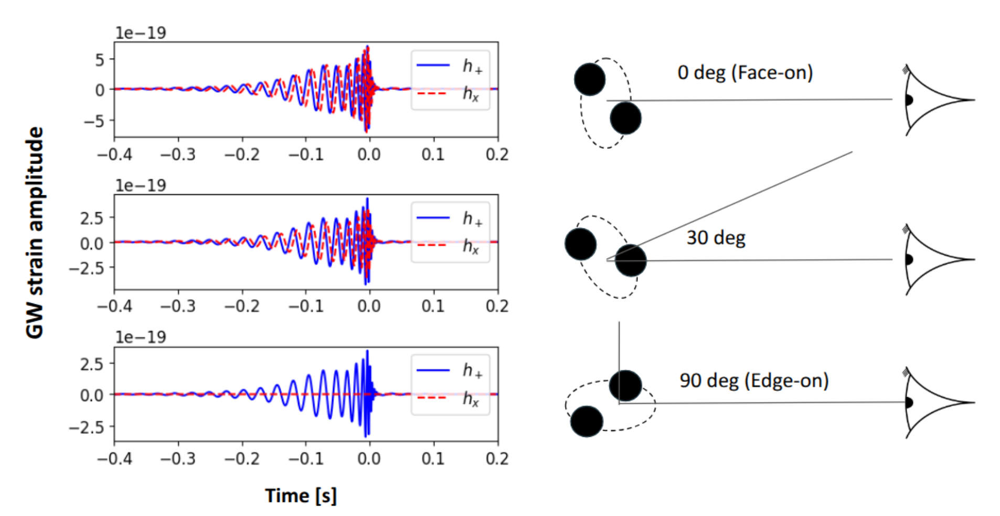 GW strain amplitude
1e−19
5
0
−5
h+
hx
−0.4 −0.3 −0.2 −0.1 0.0 0.1 0.2
0 deg (Face-on)
1e−19
2.5
0.0
−2.5
h+
hx
−0.4 −0.3 −0.2 −0.1 0.0 0.1 0.2
30 deg
1e−19
2.5
0.0
−2.5
h+
hx
−0.4 −0.3 −0.2 −0.1 0.0 0.1 0.2
90 deg (Edge-on)
Time [s]